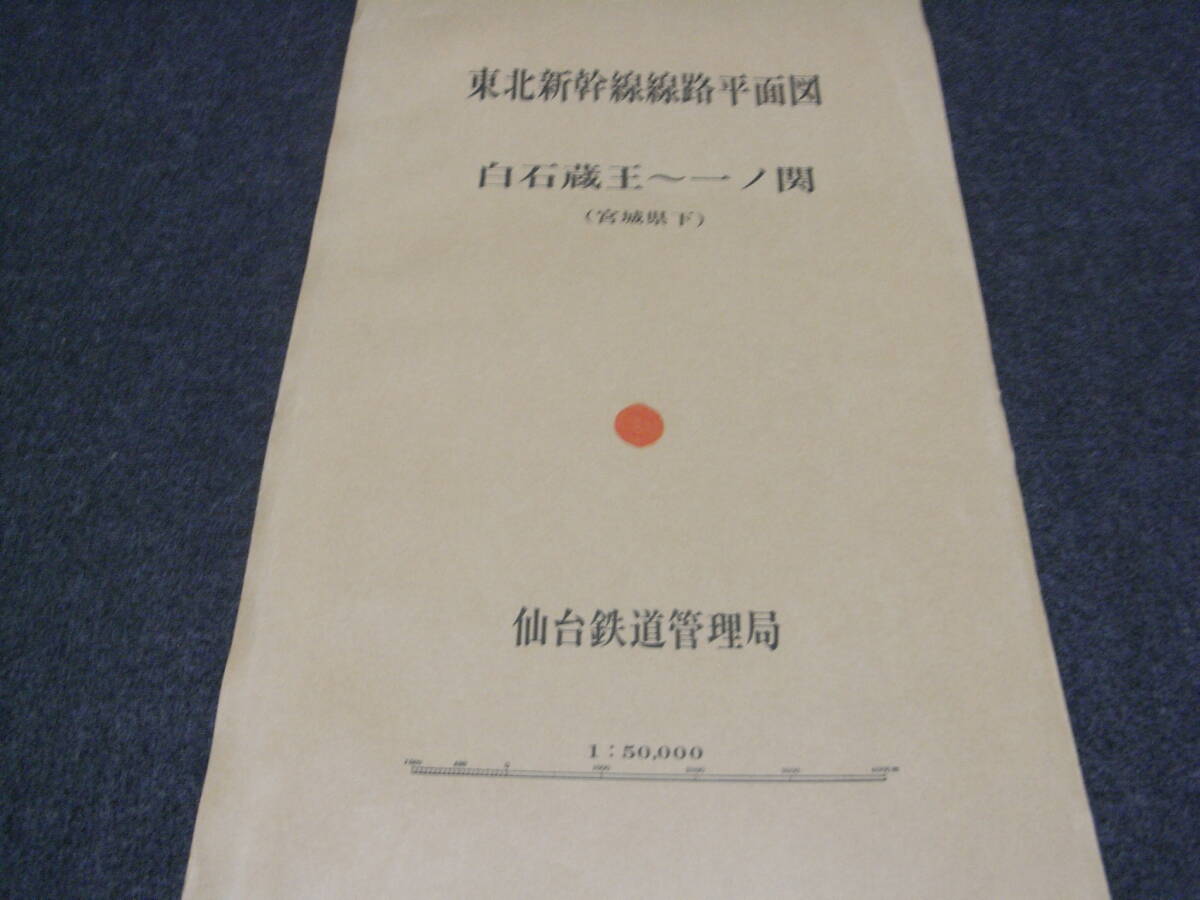 東北新幹線線路平面図
白石蔵王～一ノ関
（宮城県下）
仙台鉄道管理局
1：50,000